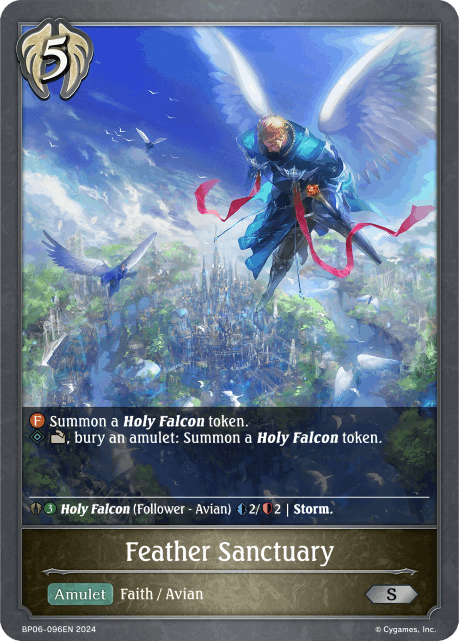 5
F Summon a Holy Falcon token.
, bury an amulet: Summon a Holy Falcon token.
3 Holy Falcon (Follower - Avian) 2/ 2 | Storm.
Feather Sanctuary
Amulet Faith / Avian S
BP06-096EN 2024 © Cygames, Inc.